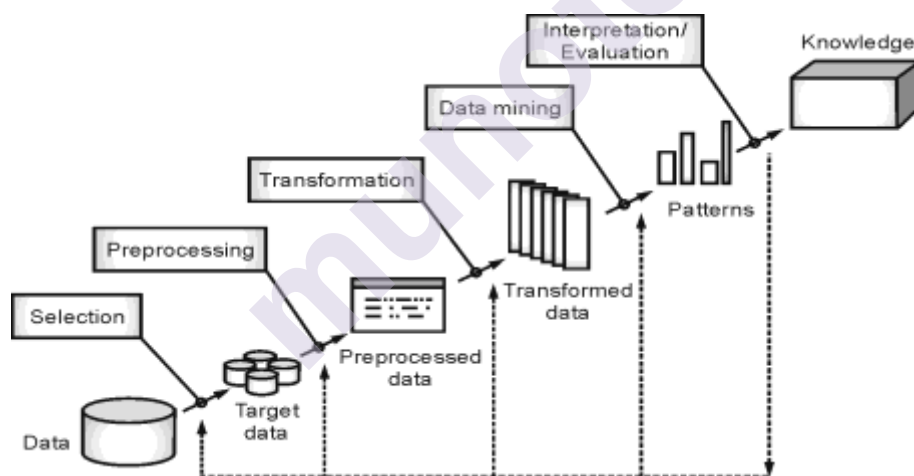 Interpretation/
Evaluation
Knowledge
Data mining
Transformation
Patterns
Preprocessing
Transformed
data
Selection
Preprocessed
data
Target
data
Data